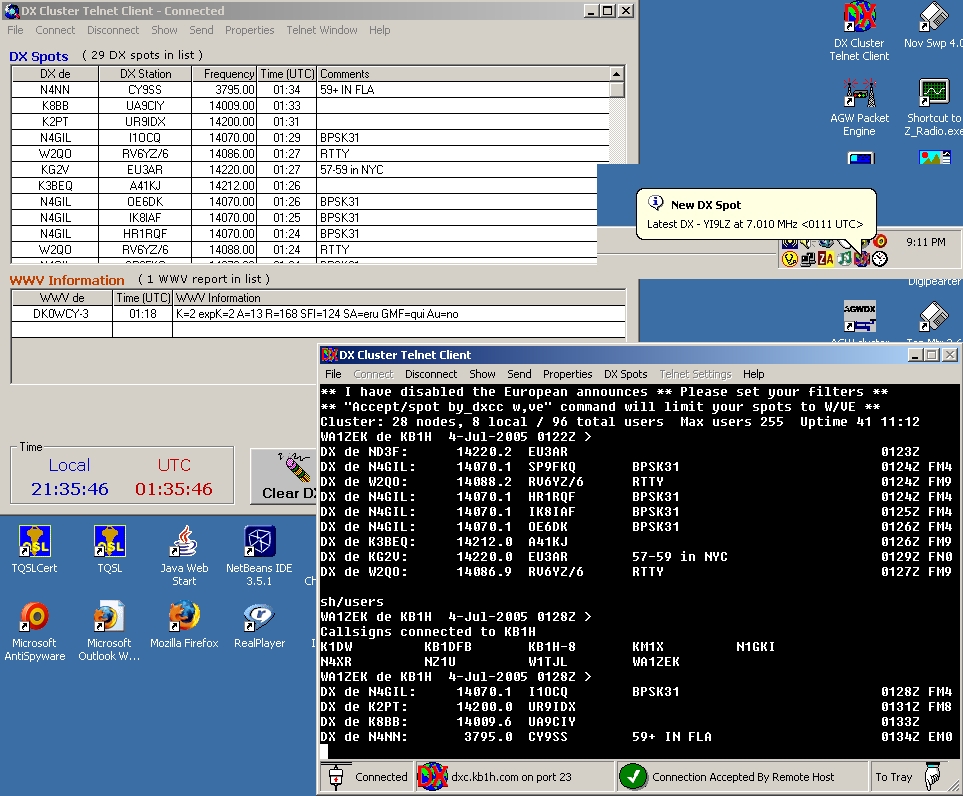 DX Cluster Telnet Client - Connected
File Connect Disconnect Show Send Properties Telnet Window Help
DX Spots ( 29 DX spots in list )
DX de DX Station Frequency Time (UTC) Comments
N4NN CY9SS 3795.00 01:34 59+ IN FLA
K8BB UA9CIY 14009.00 01:33
K2PT UR9IDX 14200.00 01:31
N4GIL I1OCQ 14070.00 01:29 BPSK31
W2QO RV6YZ/6 14086.00 01:27 RTTY
KG2V EU3AR 14220.00 01:27 57-59 in NYC
K3BEQ A41KJ 14212.00 01:26
N4GIL OE6DK 14070.00 01:26 BPSK31
N4GIL IK8IAF 14070.00 01:25 BPSK31
N4GIL HR1RQF 14070.00 01:24 BPSK31
W2QO RV6YZ/6 14088.00 01:24 RTTY
WWV Information ( 1 WWV report in list )
WWV de Time (UTC) WWV Information
DK0WCY-3 01:18 K=2 expK=2 A=13 R=168 SFI=124 SA=eru GMF=qui Au=no
Time
Local UTC
21:35:46 01:35:46
Clear DX
DX Cluster
Telnet Client
Nov Swp 4.0
AGW Packet
Engine
Shortcut to
Z_Radio.exe
New DX Spot
Latest DX - YI9LZ at 7.010 MHz <0111 UTC>
9:11 PM
ZA
Digipearter
AGWDX
TQSLCert
TQSL
Java Web
Start
NetBeans IDE
3.5.1
Microsoft
AntiSpyware
Microsoft
Outlook W...
Mozilla Firefox
RealPlayer
DX Cluster Telnet Client
File Connect Disconnect Show Send Properties DX Spots Telnet Settings Help
** I have disabled the European announces ** Please set your filters **
** "Accept/spot by_dxcc w,ve" command will limit your spots to W/VE **
Cluster: 28 nodes, 8 local / 96 total users Max users 255 Uptime 41 11:12
WA1ZEK de KB1H 4-Jul-2005 0122Z >
DX de ND3F: 14220.2 EU3AR 0123Z
DX de N4GIL: 14070.1 SP9FKQ BPSK31 0124Z FM4
DX de W2QO: 14088.2 RV6YZ/6 RTTY 0124Z FM9
DX de N4GIL: 14070.1 HR1RQF BPSK31 0124Z FM4
DX de N4GIL: 14070.1 IK8IAF BPSK31 0125Z FM4
DX de N4GIL: 14070.1 OE6DK BPSK31 0126Z FM4
DX de K3BEQ: 14212.0 A41KJ 0126Z FM9
DX de KG2V: 14220.0 EU3AR 57-59 in NYC 0129Z FN0
DX de W2QO: 14086.9 RV6YZ/6 RTTY 0127Z FM9
sh/users
WA1ZEK de KB1H 4-Jul-2005 0128Z >
Callsigns connected to KB1H
K1DW KB1DFB KB1H-8 KM1X N1GKI
N4XR NZ1U W1TJL WA1ZEK
WA1ZEK de KB1H 4-Jul-2005 0128Z >
DX de N4GIL: 14070.1 I1OCQ BPSK31 0128Z FM4
DX de K2PT: 14200.0 UR9IDX 0131Z FM8
DX de K8BB: 14009.6 UA9CIY 0133Z
DX de N4NN: 3795.0 CY9SS 59+ IN FLA 0134Z EM0
Connected dxc.kb1h.com on port 23 Connection Accepted By Remote Host To Tray